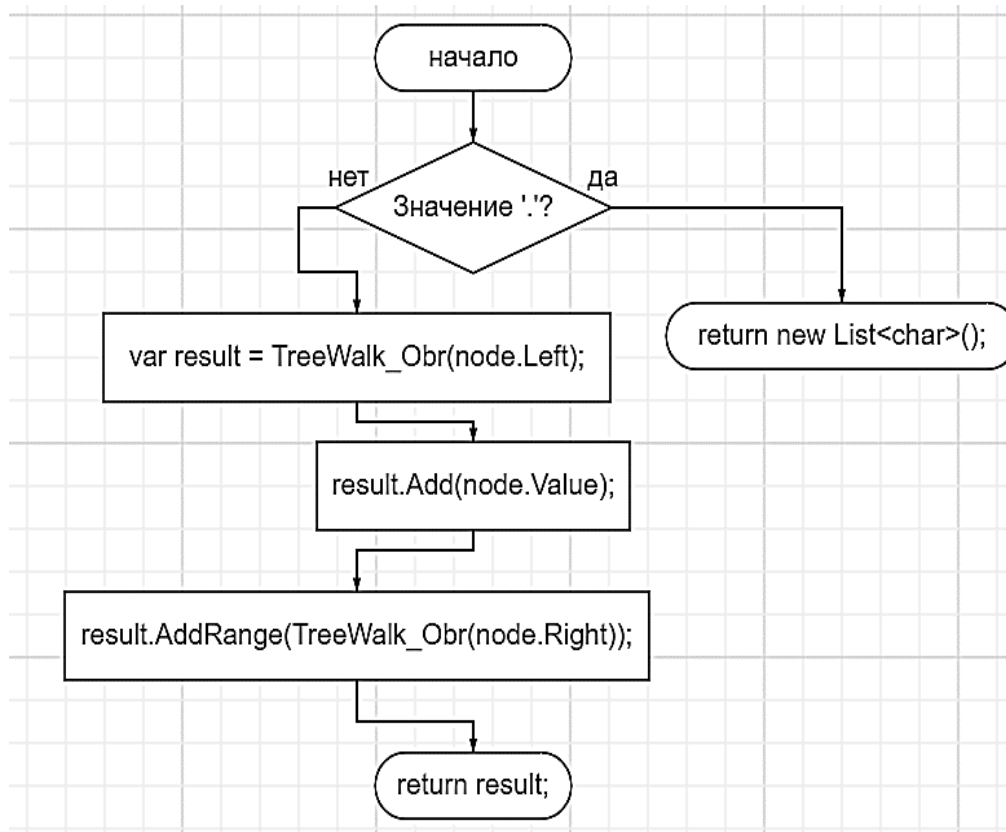 начало
нет
да
Значение '.'?
return new List<char>();
var result = TreeWalk_Obr(node.Left);
result.Add(node.Value);
result.AddRange(TreeWalk_Obr(node.Right));
return result;